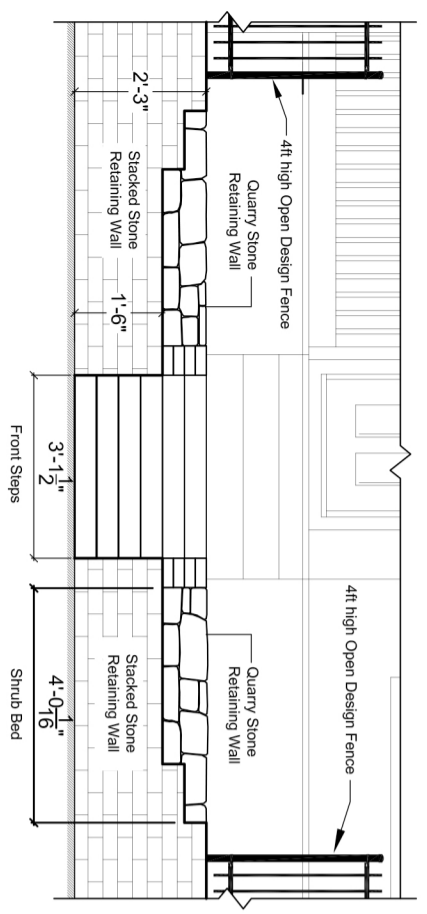 4ft high Open Design Fence
4ft high Open Design Fence
Quarry Stone
Retaining Wall
Quarry Stone
Retaining Wall
2'-3"
Stacked Stone
Retaining Wall
1'-6"
Stacked Stone
Retaining Wall
3'-1 1/2"
4'-0 1/16"
Front Steps
Shrub Bed